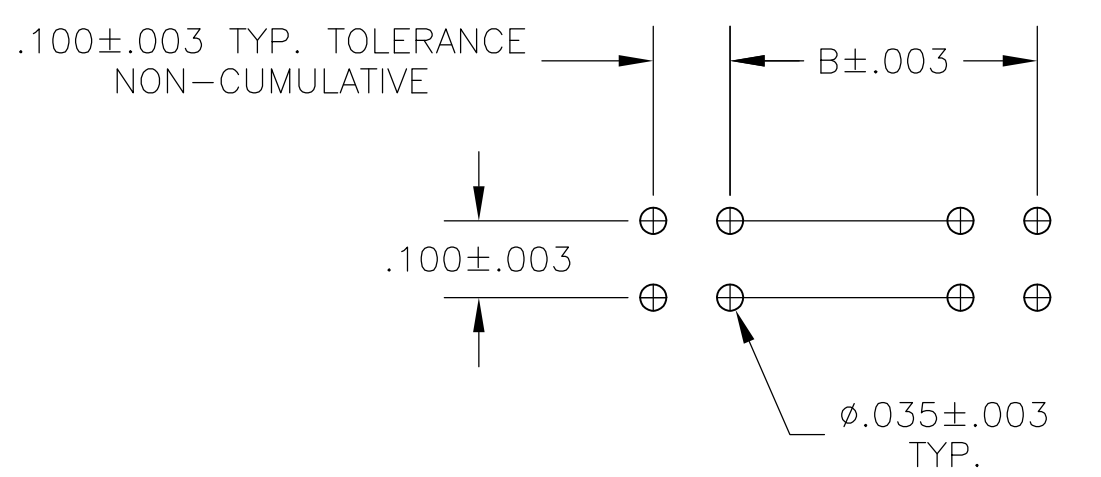 .100±.003 TYP. TOLERANCE
NON-CUMULATIVE
B±.003
.100±.003
ø.035±.003
TYP.